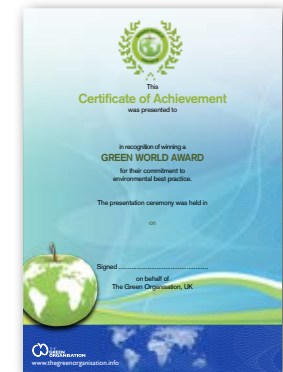 This
Certificate of Achievement
was presented to
in recognition of winning a
GREEN WORLD AWARD
for their commitment to
environmental best practice.
The presentation ceremony was held in
on
Signed ................................................
on behalf of
The Green Organisation, UK
THE
GREEN
ORGANISATION
www.thegreenorganisation.info